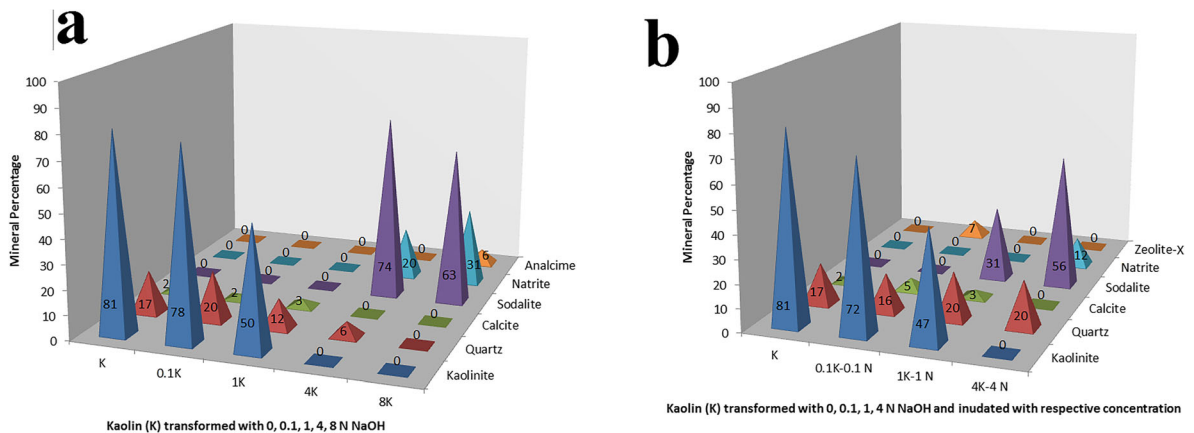 a
Mineral Percentage
100
90
80
70
60
50
40
30
20
10
0
0 0 0 0 6
0 0 0 20 31
0 0 0 74 63
2 2 3 0 0
17 20 12 6 0
81 78 50 0 0
K 0.1K 1K 4K 8K
Analcime
Natrite
Sodalite
Calcite
Quartz
Kaolinite
Kaolin (K) transformed with 0, 0.1, 1, 4, 8 N NaOH
b
Mineral Percentage
100
90
80
70
60
50
40
30
20
10
0
0 7 0 0
0 0 0 12
0 0 31 56
2 5 3 0
17 16 20 20
81 72 47 0
K 0.1K-0.1 N 1K-1 N 4K-4 N
Zeolite-X
Natrite
Sodalite
Calcite
Quartz
Kaolinite
Kaolin (K) transformed with 0, 0.1, 1, 4 N NaOH and inudated with respective concentration